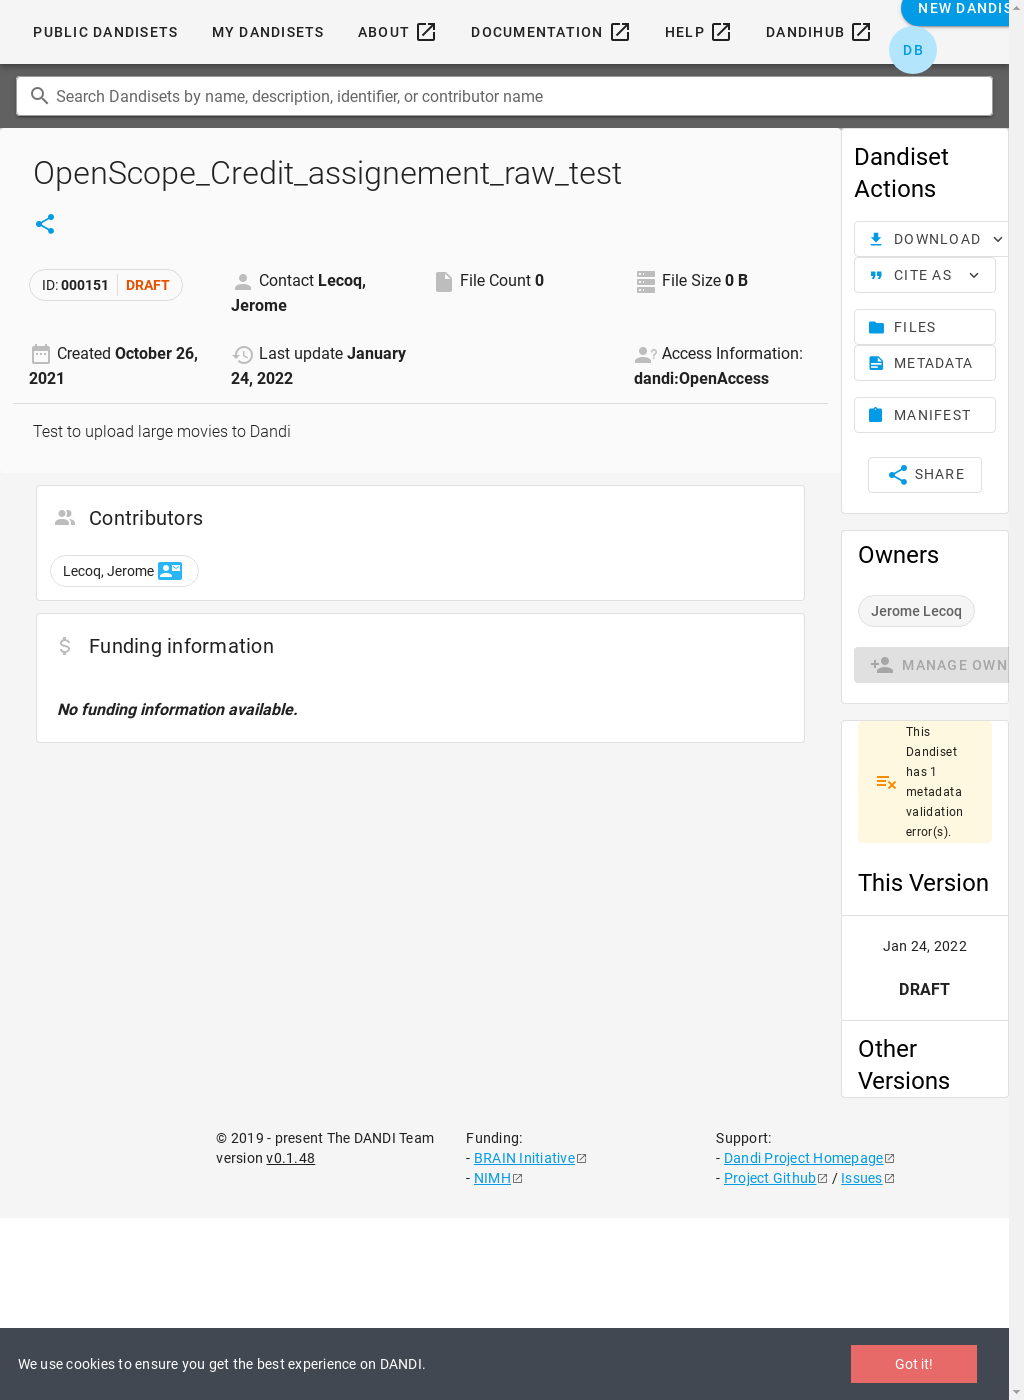 PUBLIC DANDISETS MY DANDISETS ABOUT DOCUMENTATION HELP DANDIHUB NEW DANDIS
DB
Search Dandisets by name, description, identifier, or contributor name
OpenScope_Credit_assignement_raw_test
ID: 000151 DRAFT
Contact Lecoq, Jerome
File Count 0
File Size 0 B
Created October 26, 2021
Last update January 24, 2022
Access Information: dandi:OpenAccess
Test to upload large movies to Dandi
Contributors
Lecoq, Jerome
Funding information
No funding information available.
Dandiset
Actions
DOWNLOAD
CITE AS
FILES
METADATA
MANIFEST
SHARE
Owners
Jerome Lecoq
MANAGE OWN
This
Dandiset
has 1
metadata
validation
error(s).
This Version
Jan 24, 2022
DRAFT
Other
Versions
© 2019 - present The DANDI Team
version v0.1.48
Funding:
- BRAIN Initiative
- NIMH
Support:
- Dandi Project Homepage
- Project Github / Issues
We use cookies to ensure you get the best experience on DANDI.
Got it!